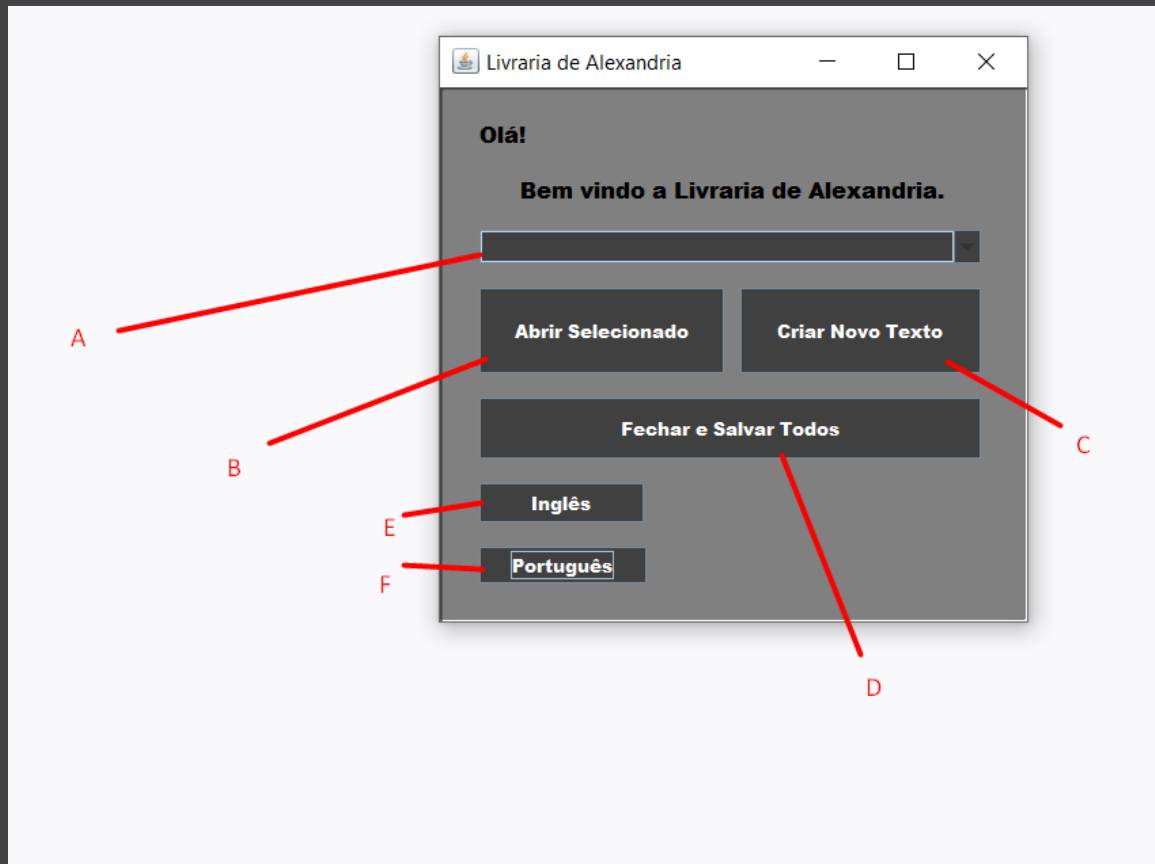 Livraria de Alexandria
Olá!
Bem vindo a Livraria de Alexandria.
A
Abrir Selecionado
Criar Novo Texto
B
C
Fechar e Salvar Todos
E
Inglês
F
Português
D